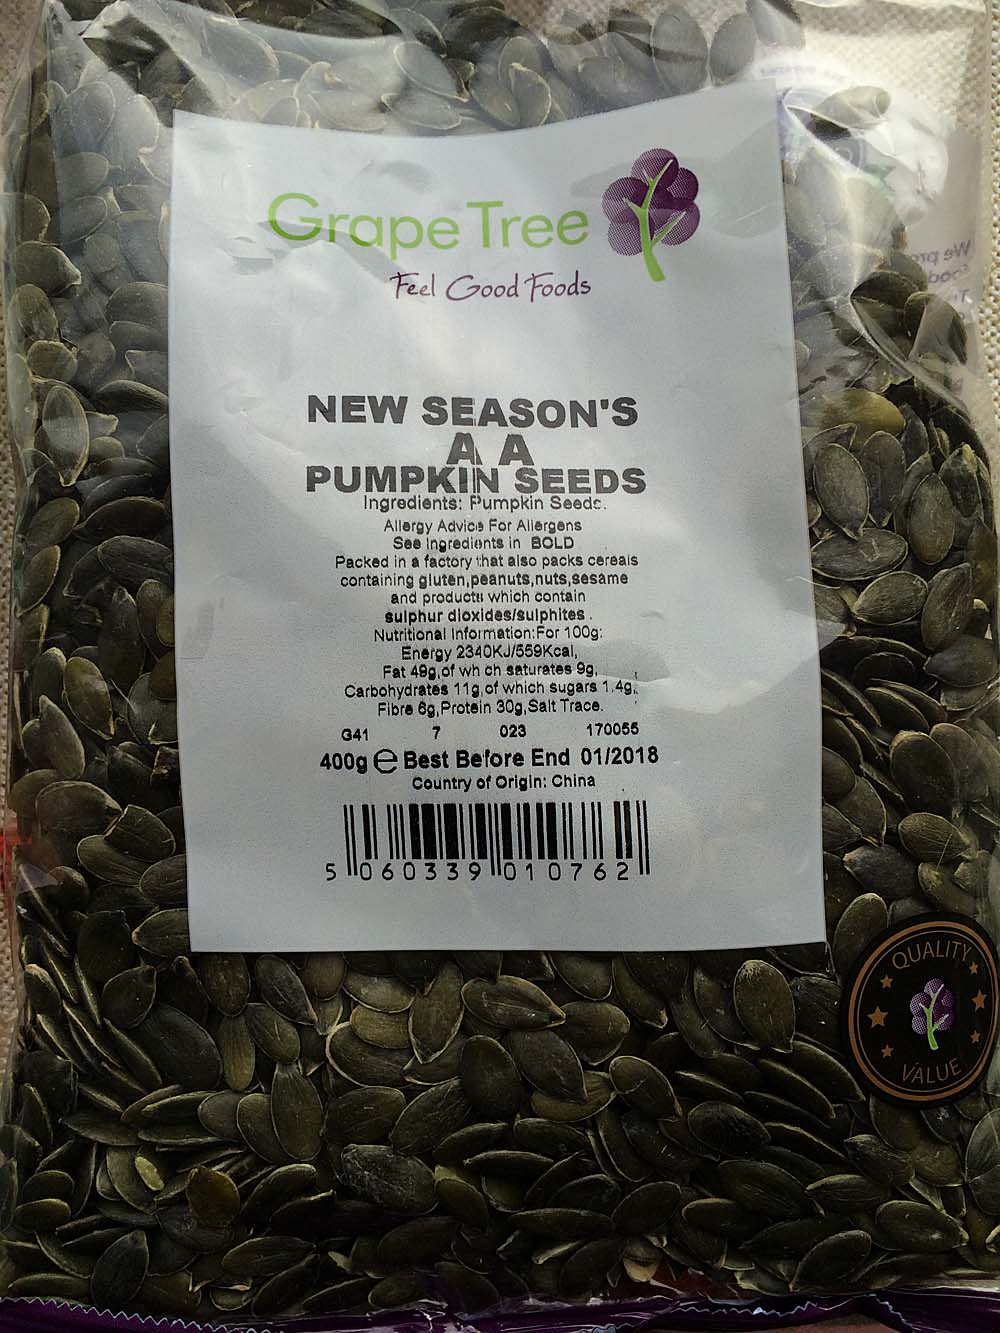 Grape Tree
Feel Good Foods
NEW SEASON'S
A A
PUMPKIN SEEDS
Ingredients: Pumpkin Seeds.
Allergy Advice For Allergens
See Ingredients in BOLD
Packed in a factory that also packs cereals
containing gluten,peanuts,nuts,sesame
and products which contain
sulphur dioxides/sulphites .
Nutritional Information:For 100g:
Energy 2340KJ/559Kcal,
Fat 49g,of wh ch saturates 9g,
Carbohydrates 11g,of which sugars 1.4g,
Fibre 6g,Protein 30g,Salt Trace.
G41 7 023 170055
400g ℮ Best Before End 01/2018
Country of Origin: China
5 060339 010762
QUALITY
VALUE
We